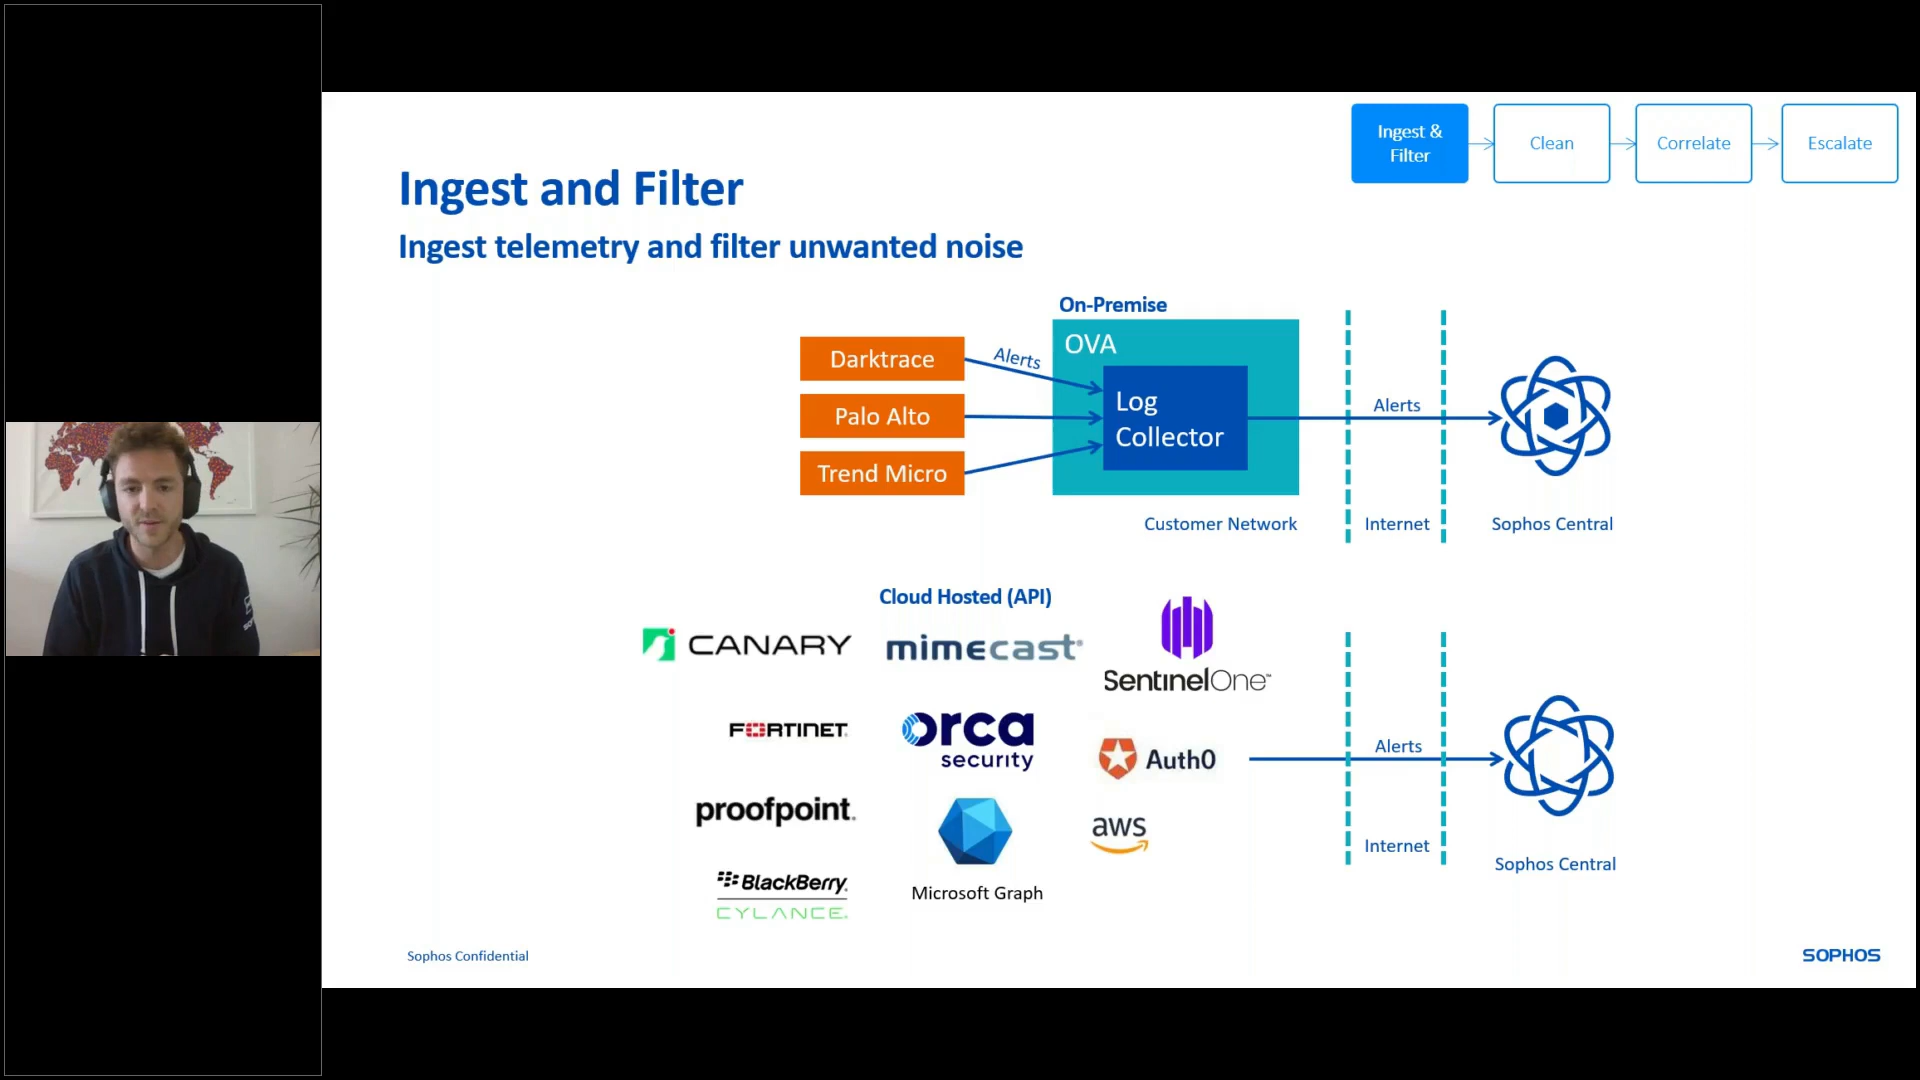 Ingest &
Filter
Clean
Correlate
Escalate
Ingest and Filter
Ingest telemetry and filter unwanted noise
On-Premise
Darktrace
Palo Alto
Trend Micro
Alerts
OVA
Log
Collector
Alerts
Customer Network
Internet
Sophos Central
Cloud Hosted (API)
CANARY
mimecast®
SentinelOne™
FORTINET®
orca
security
Auth0
proofpoint®
Microsoft Graph
aws
BlackBerry®
CYLANCE®
Alerts
Internet
Sophos Central
Sophos Confidential
SOPHOS